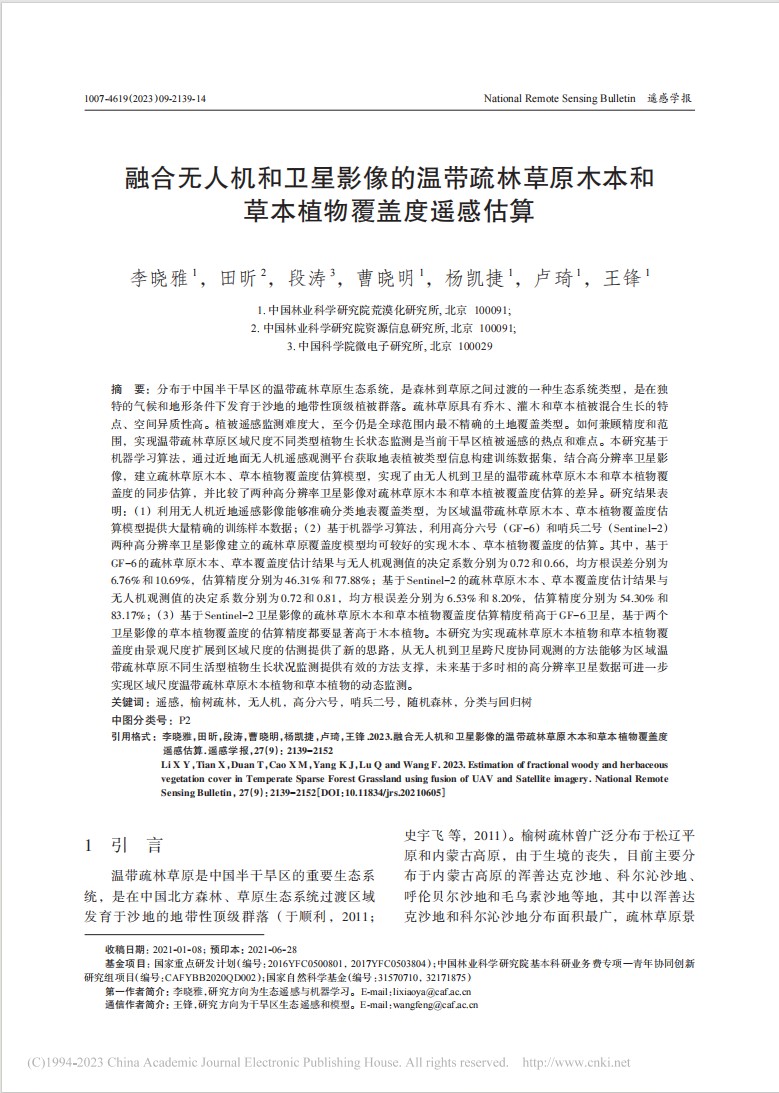 1007-4619(2023)09-2139-14 National Remote Sensing Bulletin 遥感学报
融合无人机和卫星影像的温带疏林草原木本和
草本植物覆盖度遥感估算
李晓雅1，田昕2，段涛3，曹晓明1，杨凯捷1，卢琦1，王锋1
1. 中国林业科学研究院荒漠化研究所, 北京 100091;
2. 中国林业科学研究院资源信息研究所, 北京 100091;
3. 中国科学院微电子研究所, 北京 100029
摘 要：分布于中国半干旱区的温带疏林草原生态系统，是森林到草原之间过渡的一种生态系统类型，是在独
特的气候和地形条件下发育于沙地的地带性顶级植被群落。疏林草原具有乔木、灌木和草本植被混合生长的特
点、空间异质性高。植被遥感监测难度大，至今仍是全球范围内最不精确的土地覆盖类型。如何兼顾精度和范
围，实现温带疏林草原区域尺度不同类型植物生长状态监测是当前干旱区植被遥感的热点和难点。本研究基于
机器学习算法，通过近地面无人机遥感观测平台获取地表植被类型信息构建训练数据集，结合高分辨率卫星影
像，建立疏林草原木本、草本植物覆盖度估算模型，实现了由无人机到卫星的温带疏林草原木本和草本植物覆
盖度的同步估算，并比较了两种高分辨率卫星影像对疏林草原木本和草本植被覆盖度估算的差异。研究结果表
明：（1）利用无人机近地遥感影像能够准确分类地表覆盖类型，为区域温带疏林草原木本、草本植物覆盖度估
算模型提供大量精确的训练样本数据；（2）基于机器学习算法，利用高分六号（GF-6）和哨兵二号（Sentinel-2）
两种高分辨率卫星影像建立的疏林草原覆盖度模型均可较好的实现木本、草本植物覆盖度的估算。其中，基于
GF-6的疏林草原木本、草本覆盖度估计结果与无人机观测值的决定系数分别为0.72和0.66，均方根误差分别为
6.76%和10.69%，估算精度分别为46.31%和77.88%；基于Sentinel-2的疏林草原木本、草本覆盖度估计结果与
无人机观测值的决定系数分别为0.72和0.81，均方根误差分别为6.53%和8.20%，估算精度分别为54.30%和
83.17%；（3）基于Sentinel-2卫星影像的疏林草原木本和草本植物覆盖度估算精度稍高于GF-6卫星，基于两个
卫星影像的草本植物覆盖度的估算精度都要显著高于木本植物。本研究为实现疏林草原木本植物和草本植物覆
盖度由景观尺度扩展到区域尺度的估测提供了新的思路，从无人机到卫星跨尺度协同观测的方法能够为区域温
带疏林草原不同生活型植物生长状况监测提供有效的方法支撑，未来基于多时相的高分辨率卫星数据可进一步
实现区域尺度温带疏林草原木本植物和草本植物的动态监测。
关键词：遥感，榆树疏林，无人机，高分六号，哨兵二号，随机森林，分类与回归树
中图分类号：P2
引用格式：李晓雅,田昕,段涛,曹晓明,杨凯捷,卢琦,王锋.2023.融合无人机和卫星影像的温带疏林草原木本和草本植物覆盖度
遥感估算.遥感学报,27(9)：2139-2152
Li X Y,Tian X,Duan T,Cao X M,Yang K J,Lu Q and Wang F. 2023. Estimation of fractional woody and herbaceous
vegetation cover in Temperate Sparse Forest Grassland using fusion of UAV and Satellite imagery. National Remote
Sensing Bulletin, 27(9): 2139-2152[DOI:10.11834/jrs.20210605]
1 引 言
温带疏林草原是中国半干旱区的重要生态系
统，是在中国北方森林、草原生态系统过渡区域
发育于沙地的地带性顶级群落（于顺利，2011；
史宇飞 等，2011）。榆树疏林曾广泛分布于松辽平
原和内蒙古高原，由于生境的丧失，目前主要分
布于内蒙古高原的浑善达克沙地、科尔沁沙地、
呼伦贝尔沙地和毛乌素沙地等地，其中以浑善达
克沙地和科尔沁沙地分布面积最广，疏林草原景
收稿日期：2021-01-08；预印本：2021-06-28
基金项目：国家重点研发计划(编号:2016YFC0500801, 2017YFC0503804)；中国林业科学研究院基本科研业务费专项—青年协同创新
研究组项目(编号:CAFYBB2020QD002);国家自然科学基金(编号:31570710, 32171875)
第一作者简介：李晓雅,研究方向为生态遥感与机器学习。E-mail:lixiaoya@caf.ac.cn
通信作者简介：王锋,研究方向为干旱区生态遥感和模型。E-mail:wangfeng@caf.ac.cn
(C)1994-2023 China Academic Journal Electronic Publishing House. All rights reserved. http://www.cnki.net